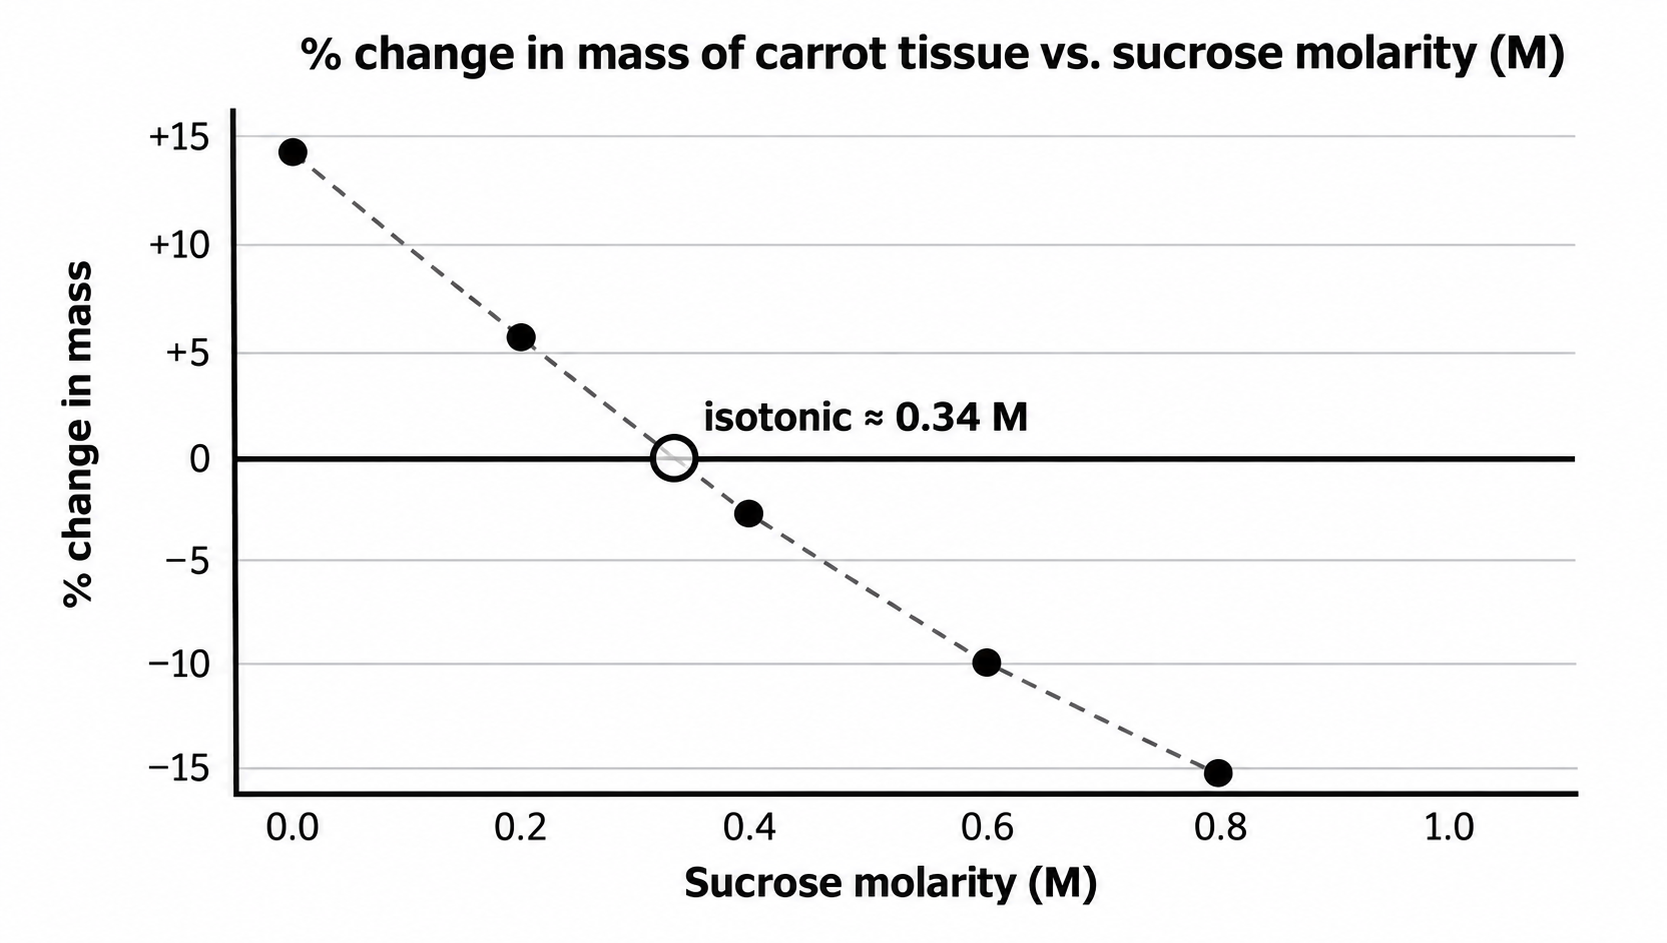 % change in mass of carrot tissue vs. sucrose molarity (M)
% change in mass
+15
+10
+5
0
−5
−10
−15
isotonic ≈ 0.34 M
0.0 0.2 0.4 0.6 0.8 1.0
Sucrose molarity (M)